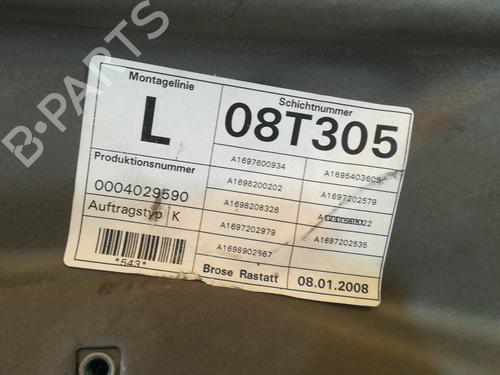 B-PARTS
Montagelinie
L
Schichtnummer
08T305
Produktionsnummer
0004029590
Auftragstyp K
*543*
A1697600934
A1695403605
A1698200202
A1697202579
A1698208326
A1697202979
A1697202535
A1698902567
Brose Rastatt
08.01.2008